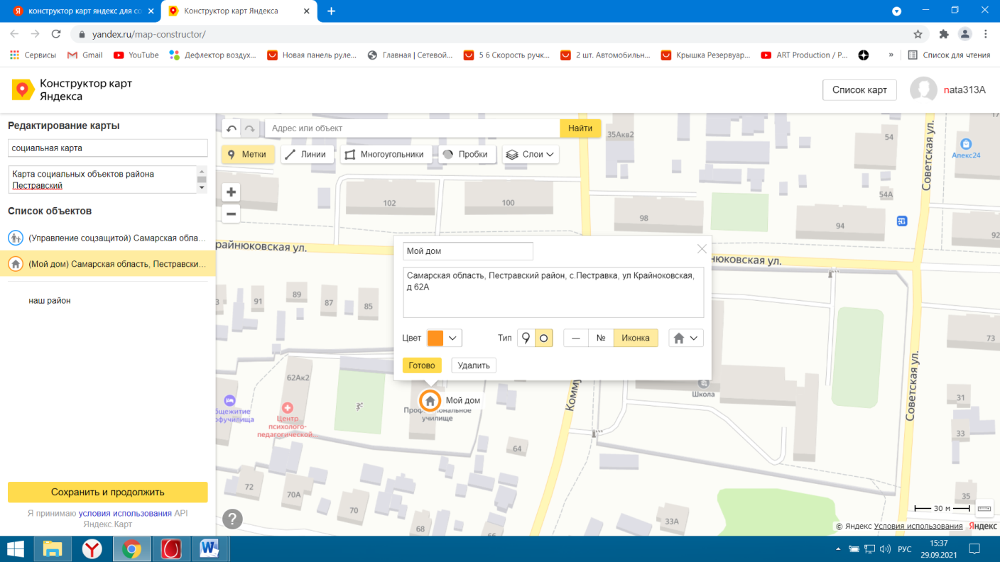 конструктор карт яндекс для со
Конструктор карт Яндекса
yandex.ru/map-constructor/
Сервисы
Gmail
YouTube
Дефлектор воздух...
Новая панель руле...
Главная | Сетевой...
5 6 Скорость ручк...
2 шт. Автомобильн...
Крышка Резервуар...
ART Production / P...
»
Список для чтения
Конструктор карт
Яндекса
Список карт
nata313A
Редактирование карты
социальная карта
Карта социальных объектов района
Пестравский
Список объектов
(Управление соцзащитой) Самарская обла...
(Мой дом) Самарская область, Пестравски...
наш район
Сохранить и продолжить
Я принимаю условия использования API
Яндекс.Карт
Адрес или объект
Найти
Метки
Линии
Многоугольники
Пробки
Слои
35Акв2
17
54
Апекс24
Советская ул.
54А
102
100
98
94
92
райнюковская ул.
нюковская ул.
Мой дом
Самарская область, Пестравский район, с.Пестравка, ул Крайноковская,
д 62А
Цвет
Тип
—
№
Иконка
Готово
Удалить
3
91
89
87
85
73
62Ак2
Школа
Комму
Советская ул.
бщежитие
офучилища
Центр
психолого-
педагогической...
Мой дом
Профессиональное
училище
31
33
64
72
70А
70
68
66
33А
35
30 м
?
© Яндекс Условия использования Яндекс
РУС
15:37
29.09.2021